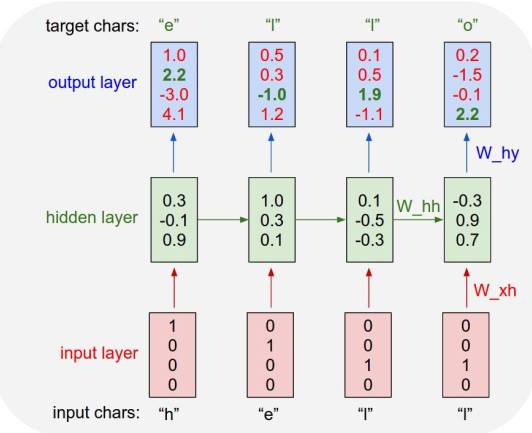 target chars: “e” “l” “l” “o”
1.0 0.5 0.1 0.2
2.2 0.3 0.5 -1.5
output layer
-3.0 -1.0 1.9 -0.1
4.1 1.2 -1.1 2.2
W_hy
0.3 1.0 0.1 W_hh -0.3
hidden layer -0.1 0.3 -0.5 0.9
0.9 0.1 -0.3 0.7
W_xh
1 0 0 0
0 1 0 0
input layer
0 0 1 1
0 0 0 0
input chars: “h” “e” “l” “l”